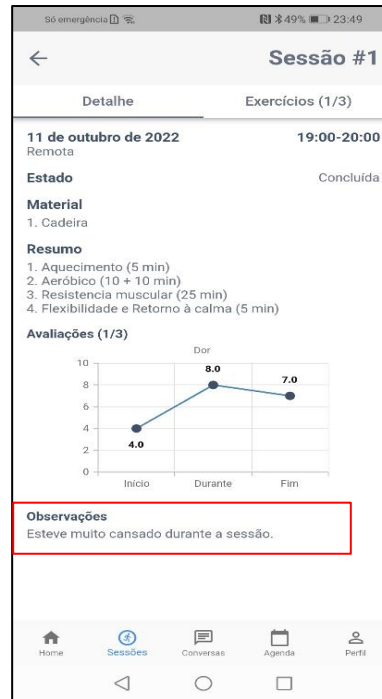 Só emergência
49% 23:49
Sessão #1
Detalhe Exercícios (1/3)
11 de outubro de 2022 19:00-20:00
Remota
Estado Concluída
Material
1. Cadeira
Resumo
1. Aquecimento (5 min)
2. Aeróbico (10 + 10 min)
3. Resistencia muscular (25 min)
4. Flexibilidade e Retorno à calma (5 min)
Avaliações (1/3)
Dor
10
8
6
4
2
0
4.0
8.0
7.0
Início Durante Fim
Observações
Esteve muito cansado durante a sessão.
Home Sessões Conversas Agenda Perfil